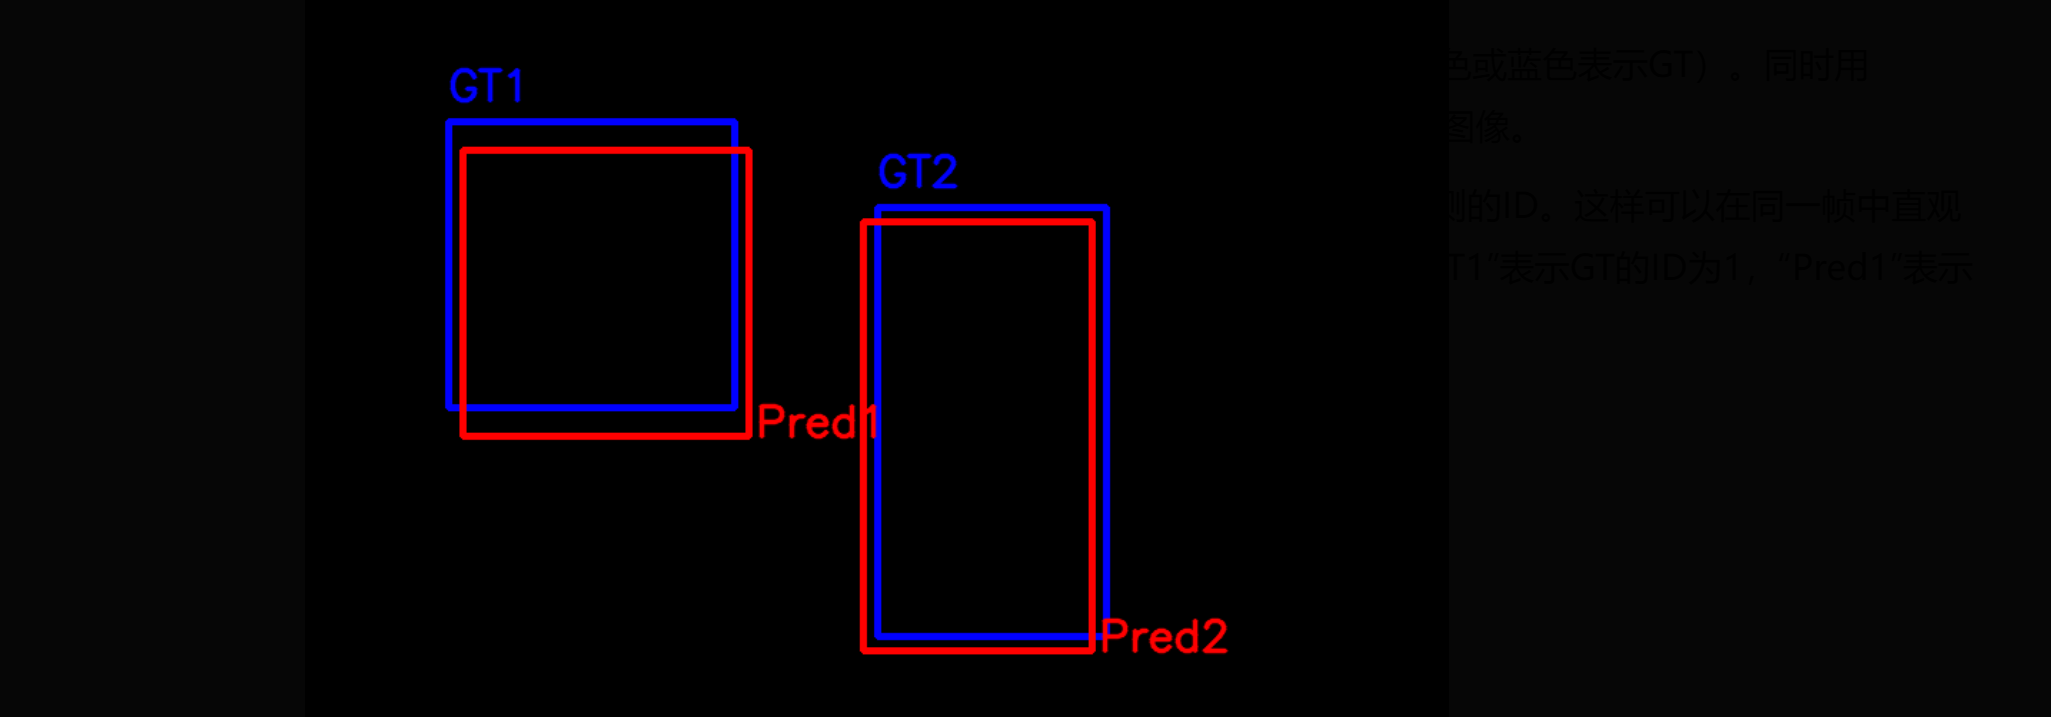 色或蓝色表示GT）。同时用
GT1
图像。
GT2
测的ID。这样可以在同一帧中直观
T1"表示GT的ID为1，"Pred1"表示
Pred1
Pred2